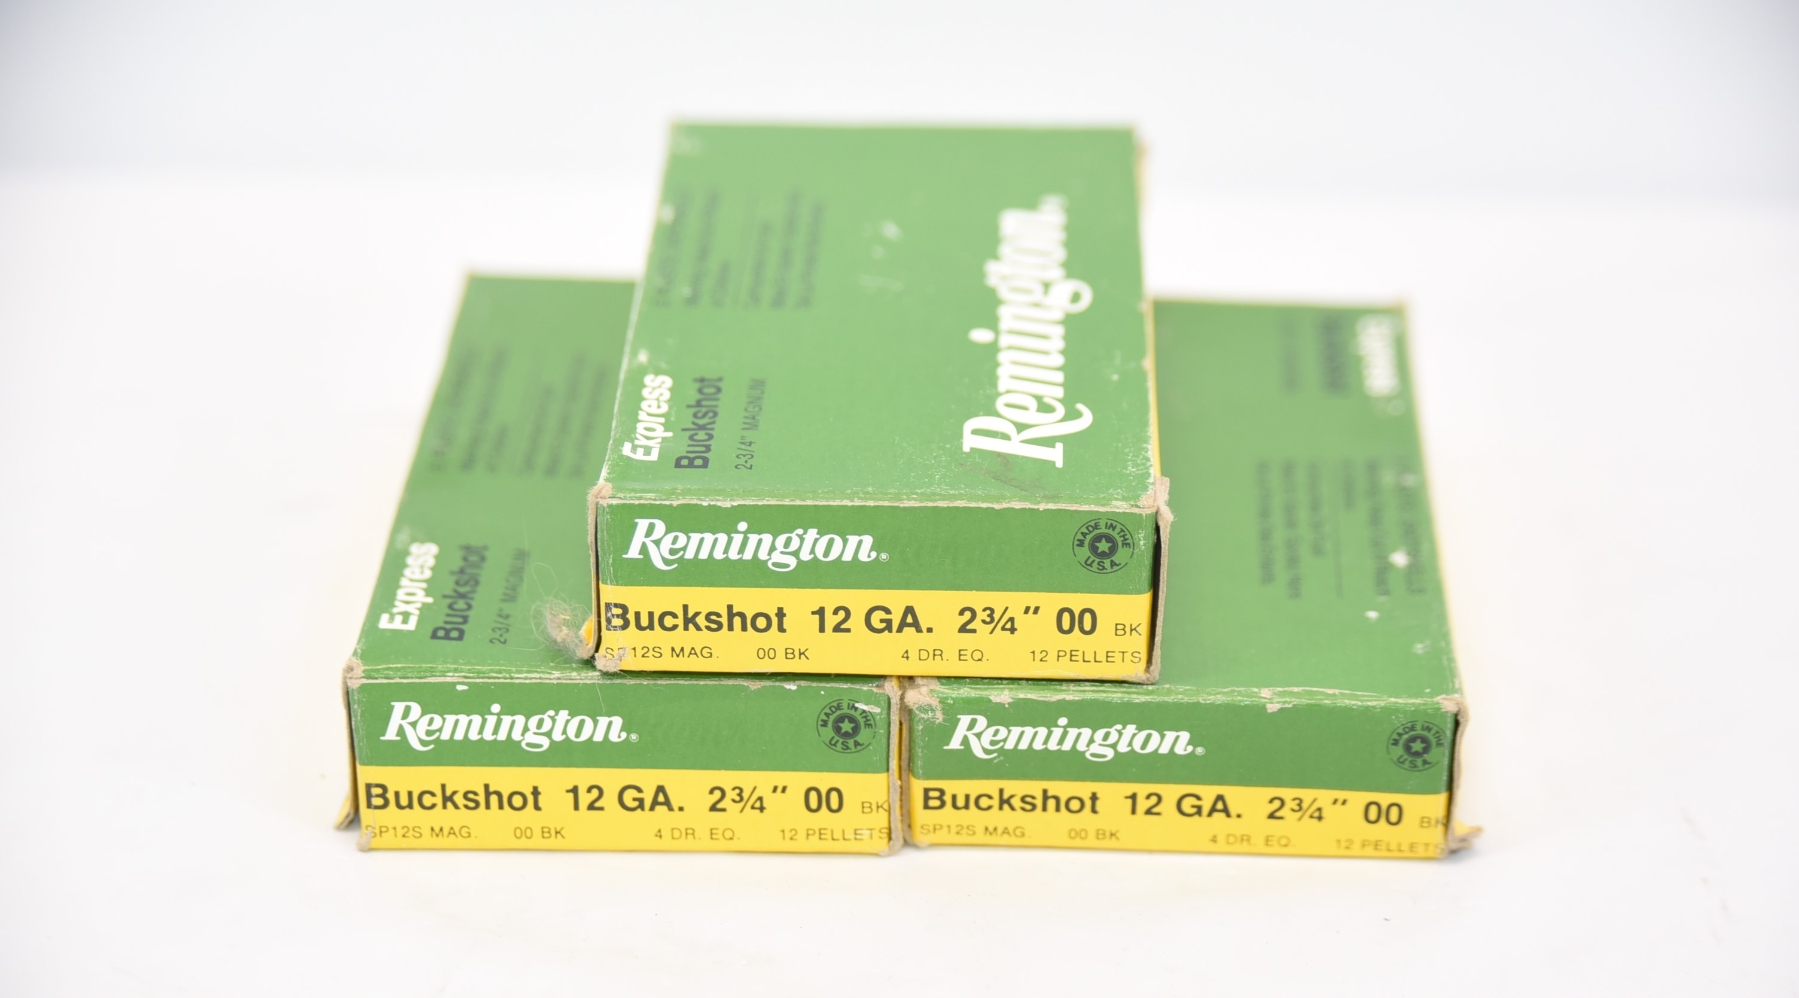 Remington.
Express
Buckshot
2-3/4" MAGNUM
Remington®
MADE IN THE U.S.A.
Buckshot 12 GA. 2¾" 00 BK
SP12S MAG. 00 BK 4 DR. EQ. 12 PELLETS
Express
Buckshot
2-3/4" MAGNUM
Remington®
MADE IN THE U.S.A.
Buckshot 12 GA. 2¾" 00 BK
SP12S MAG. 00 BK 4 DR. EQ. 12 PELLETS
Remington®
MADE IN THE U.S.A.
Buckshot 12 GA. 2¾" 00 BK
SP12S MAG. 00 BK 4 DR. EQ. 12 PELLETS